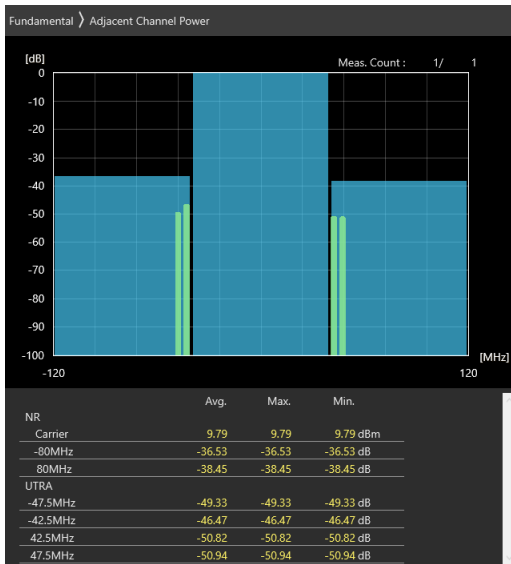 Fundamental 〉 Adjacent Channel Power
[dB] Meas. Count : 1/ 1
0
-10
-20
-30
-40
-50
-60
-70
-80
-90
-100 [MHz]
-120 120
Avg. Max. Min.
NR
Carrier 9.79 9.79 9.79 dBm
-80MHz -36.53 -36.53 -36.53 dB
80MHz -38.45 -38.45 -38.45 dB
UTRA
-47.5MHz -49.33 -49.33 -49.33 dB
-42.5MHz -46.47 -46.47 -46.47 dB
42.5MHz -50.82 -50.82 -50.82 dB
47.5MHz -50.94 -50.94 -50.94 dB